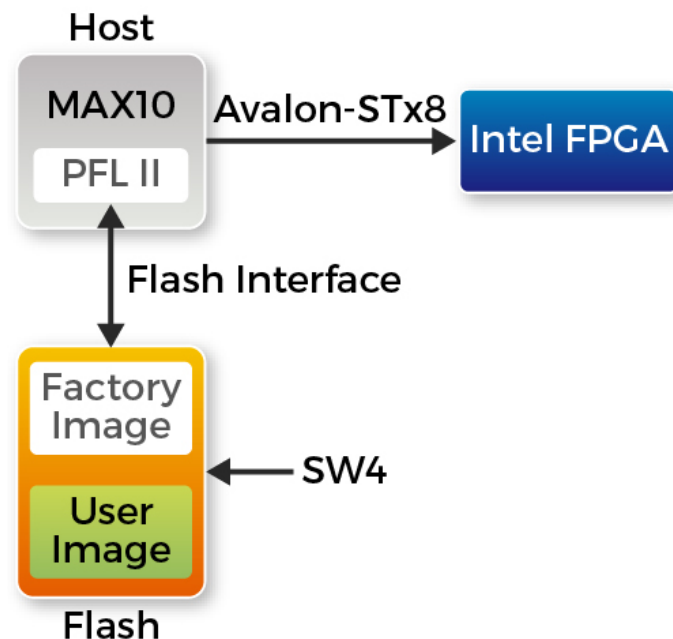 Host
MAX10
PFL II
Avalon-STx8
Intel FPGA
Flash Interface
Factory
Image
User
Image
SW4
Flash